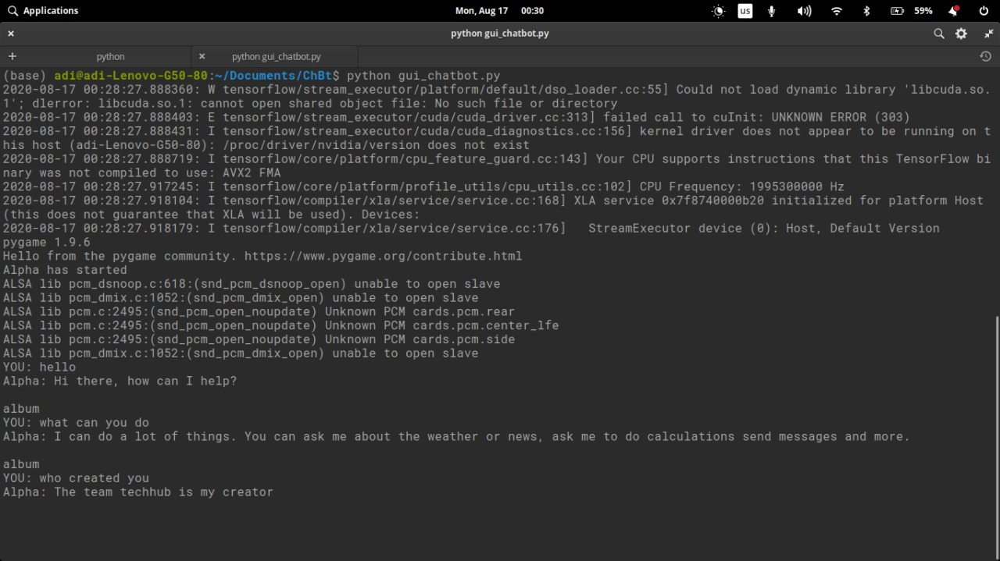 Applications
Mon, Aug 17 00:30
us
59%
python gui_chatbot.py
python
python gui_chatbot.py
(base) adi@adi-Lenovo-G50-80:~/Documents/ChBt$ python gui_chatbot.py
2020-08-17 00:28:27.888360: W tensorflow/stream_executor/platform/default/dso_loader.cc:55] Could not load dynamic library 'libcuda.so.
1'; dlerror: libcuda.so.1: cannot open shared object file: No such file or directory
2020-08-17 00:28:27.888403: E tensorflow/stream_executor/cuda/cuda_driver.cc:313] failed call to cuInit: UNKNOWN ERROR (303)
2020-08-17 00:28:27.888431: I tensorflow/stream_executor/cuda/cuda_diagnostics.cc:156] kernel driver does not appear to be running on t
his host (adi-Lenovo-G50-80): /proc/driver/nvidia/version does not exist
2020-08-17 00:28:27.888719: I tensorflow/core/platform/cpu_feature_guard.cc:143] Your CPU supports instructions that this TensorFlow bi
nary was not compiled to use: AVX2 FMA
2020-08-17 00:28:27.917245: I tensorflow/core/platform/profile_utils/cpu_utils.cc:102] CPU Frequency: 1995300000 Hz
2020-08-17 00:28:27.918104: I tensorflow/compiler/xla/service/service.cc:168] XLA service 0x7f8740000b20 initialized for platform Host
(this does not guarantee that XLA will be used). Devices:
2020-08-17 00:28:27.918179: I tensorflow/compiler/xla/service/service.cc:176]   StreamExecutor device (0): Host, Default Version
pygame 1.9.6
Hello from the pygame community. https://www.pygame.org/contribute.html
Alpha has started
ALSA lib pcm_dsnoop.c:618:(snd_pcm_dsnoop_open) unable to open slave
ALSA lib pcm_dmix.c:1052:(snd_pcm_dmix_open) unable to open slave
ALSA lib pcm.c:2495:(snd_pcm_open_noupdate) Unknown PCM cards.pcm.rear
ALSA lib pcm.c:2495:(snd_pcm_open_noupdate) Unknown PCM cards.pcm.center_lfe
ALSA lib pcm.c:2495:(snd_pcm_open_noupdate) Unknown PCM cards.pcm.side
ALSA lib pcm_dmix.c:1052:(snd_pcm_dmix_open) unable to open slave
YOU: hello
Alpha: Hi there, how can I help?
album
YOU: what can you do
Alpha: I can do a lot of things. You can ask me about the weather or news, ask me to do calculations send messages and more.
album
YOU: who created you
Alpha: The team techhub is my creator